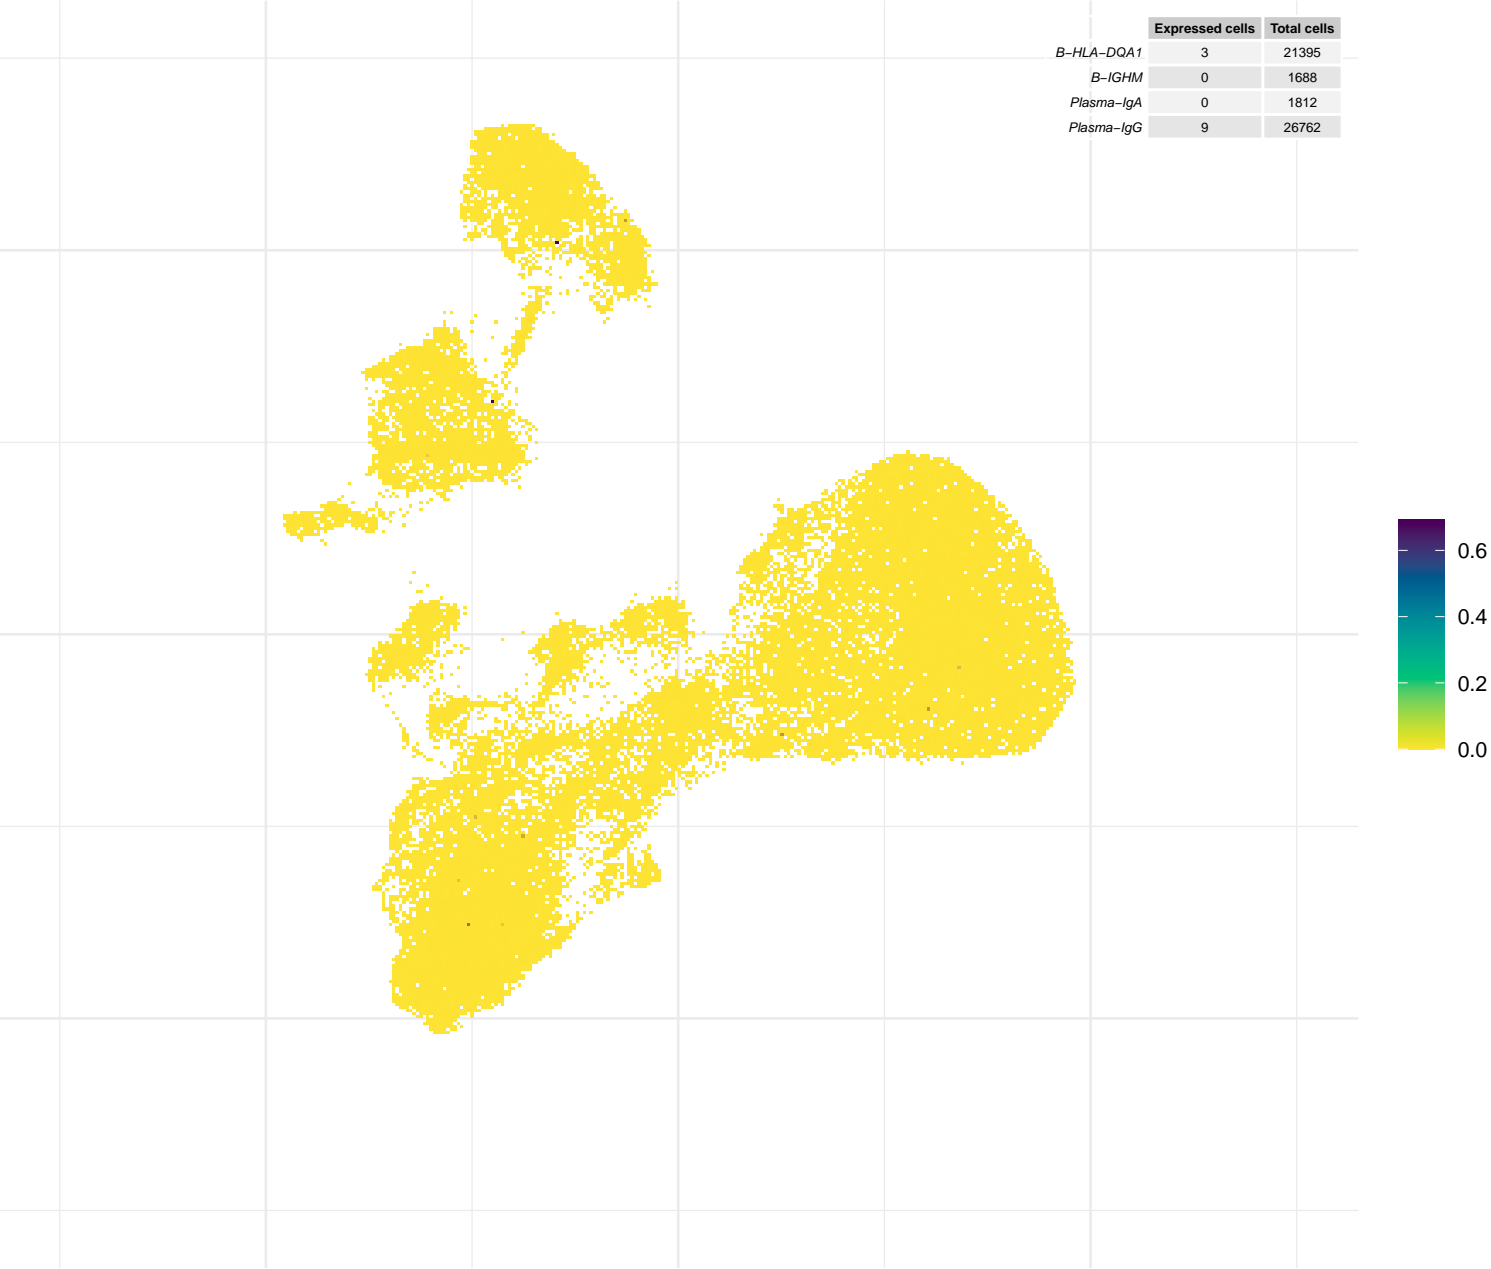 Expressed cells Total cells
B−HLA−DQA1 3 21395
B−IGHM 0 1688
Plasma−IgA 0 1812
Plasma−IgG 9 26762
0.6
0.4
0.2
0.0